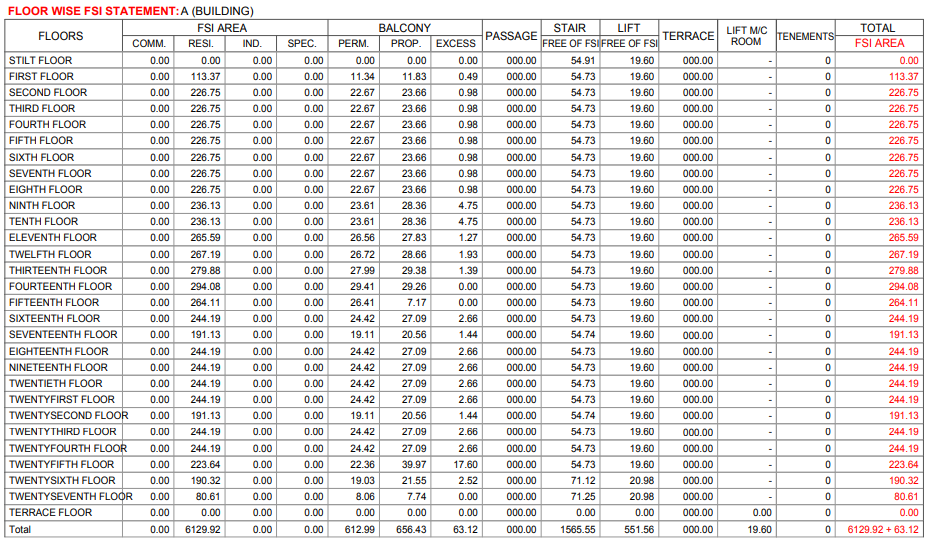 FLOOR WISE FSI STATEMENT: A (BUILDING)
FLOORS FSI AREA BALCONY PASSAGE STAIR LIFT TERRACE LIFT M/C ROOM TENEMENTS TOTAL
COMM. RESI. IND. SPEC. PERM. PROP. EXCESS FREE OF FSI FREE OF FSI FSI AREA
STILT FLOOR 0.00 0.00 0.00 0.00 0.00 0.00 0.00 000.00 54.91 19.60 000.00 - 0 0.00
FIRST FLOOR 0.00 113.37 0.00 0.00 11.34 11.83 0.49 000.00 54.73 19.60 000.00 - 0 113.37
SECOND FLOOR 0.00 226.75 0.00 0.00 22.67 23.66 0.98 000.00 54.73 19.60 000.00 - 0 226.75
THIRD FLOOR 0.00 226.75 0.00 0.00 22.67 23.66 0.98 000.00 54.73 19.60 000.00 - 0 226.75
FOURTH FLOOR 0.00 226.75 0.00 0.00 22.67 23.66 0.98 000.00 54.73 19.60 000.00 - 0 226.75
FIFTH FLOOR 0.00 226.75 0.00 0.00 22.67 23.66 0.98 000.00 54.73 19.60 000.00 - 0 226.75
SIXTH FLOOR 0.00 226.75 0.00 0.00 22.67 23.66 0.98 000.00 54.73 19.60 000.00 - 0 226.75
SEVENTH FLOOR 0.00 226.75 0.00 0.00 22.67 23.66 0.98 000.00 54.73 19.60 000.00 - 0 226.75
EIGHTH FLOOR 0.00 226.75 0.00 0.00 22.67 23.66 0.98 000.00 54.73 19.60 000.00 - 0 226.75
NINTH FLOOR 0.00 236.13 0.00 0.00 23.61 28.36 4.75 000.00 54.73 19.60 000.00 - 0 236.13
TENTH FLOOR 0.00 236.13 0.00 0.00 23.61 28.36 4.75 000.00 54.73 19.60 000.00 - 0 236.13
ELEVENTH FLOOR 0.00 265.59 0.00 0.00 26.56 27.83 1.27 000.00 54.73 19.60 000.00 - 0 265.59
TWELFTH FLOOR 0.00 267.19 0.00 0.00 26.72 28.66 1.93 000.00 54.73 19.60 000.00 - 0 267.19
THIRTEENTH FLOOR 0.00 279.88 0.00 0.00 27.99 29.38 1.39 000.00 54.73 19.60 000.00 - 0 279.88
FOURTEENTH FLOOR 0.00 294.08 0.00 0.00 29.41 29.26 0.00 000.00 54.73 19.60 000.00 - 0 294.08
FIFTEENTH FLOOR 0.00 264.11 0.00 0.00 26.41 7.17 0.00 000.00 54.73 19.60 000.00 - 0 264.11
SIXTEENTH FLOOR 0.00 244.19 0.00 0.00 24.42 27.09 2.66 000.00 54.73 19.60 000.00 - 0 244.19
SEVENTEENTH FLOOR 0.00 191.13 0.00 0.00 19.11 20.56 1.44 000.00 54.74 19.60 000.00 - 0 191.13
EIGHTEENTH FLOOR 0.00 244.19 0.00 0.00 24.42 27.09 2.66 000.00 54.73 19.60 000.00 - 0 244.19
NINETEENTH FLOOR 0.00 244.19 0.00 0.00 24.42 27.09 2.66 000.00 54.73 19.60 000.00 - 0 244.19
TWENTIETH FLOOR 0.00 244.19 0.00 0.00 24.42 27.09 2.66 000.00 54.73 19.60 000.00 - 0 244.19
TWENTYFIRST FLOOR 0.00 244.19 0.00 0.00 24.42 27.09 2.66 000.00 54.73 19.60 000.00 - 0 244.19
TWENTYSECOND FLOOR 0.00 191.13 0.00 0.00 19.11 20.56 1.44 000.00 54.74 19.60 000.00 - 0 191.13
TWENTYTHIRD FLOOR 0.00 244.19 0.00 0.00 24.42 27.09 2.66 000.00 54.73 19.60 000.00 - 0 244.19
TWENTYFOURTH FLOOR 0.00 244.19 0.00 0.00 24.42 27.09 2.66 000.00 54.73 19.60 000.00 - 0 244.19
TWENTYFIFTH FLOOR 0.00 223.64 0.00 0.00 22.36 39.97 17.60 000.00 54.73 19.60 000.00 - 0 223.64
TWENTYSIXTH FLOOR 0.00 190.32 0.00 0.00 19.03 21.55 2.52 000.00 71.12 20.98 000.00 - 0 190.32
TWENTYSEVENTH FLOOR 0.00 80.61 0.00 0.00 8.06 7.74 0.00 000.00 71.25 20.98 000.00 - 0 80.61
TERRACE FLOOR 0.00 0.00 0.00 0.00 0.00 0.00 0.00 000.00 0.00 0.00 000.00 0.00 0 0.00
Total 0.00 6129.92 0.00 0.00 612.99 656.43 63.12 000.00 1565.55 551.56 000.00 19.60 0 6129.92 + 63.12